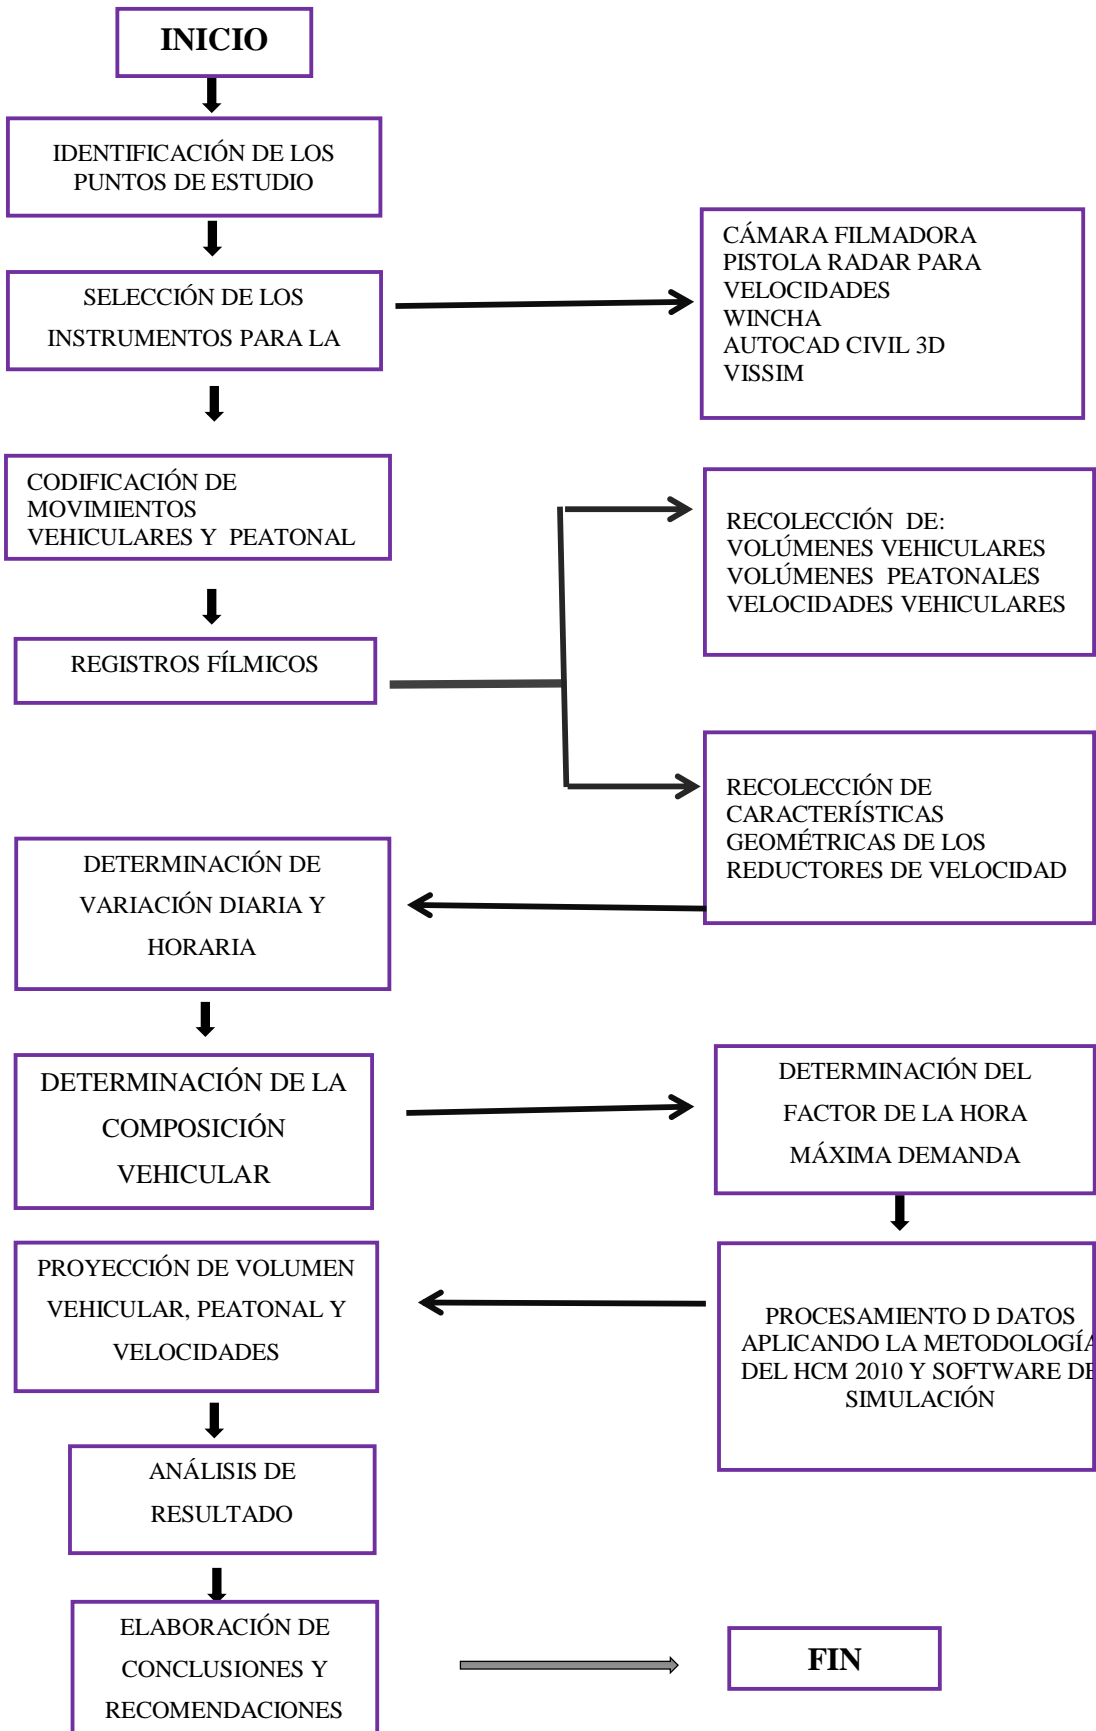 INICIO
IDENTIFICACIÓN DE LOS
PUNTOS DE ESTUDIO
SELECCIÓN DE LOS
INSTRUMENTOS PARA LA
CÁMARA FILMADORA
PISTOLA RADAR PARA
VELOCIDADES
WINCHA
AUTOCAD CIVIL 3D
VISSIM
CODIFICACIÓN DE
MOVIMIENTOS
VEHICULARES Y PEATONAL
REGISTROS FÍLMICOS
RECOLECCIÓN DE:
VOLÚMENES VEHICULARES
VOLÚMENES PEATONALES
VELOCIDADES VEHICULARES
RECOLECCIÓN DE
CARACTERÍSTICAS
GEOMÉTRICAS DE LOS
REDUCTORES DE VELOCIDAD
DETERMINACIÓN DE
VARIACIÓN DIARIA Y
HORARIA
DETERMINACIÓN DE LA
COMPOSICIÓN
VEHICULAR
DETERMINACIÓN DEL
FACTOR DE LA HORA
MÁXIMA DEMANDA
PROCESAMIENTO D DATOS
APLICANDO LA METODOLOGÍA
DEL HCM 2010 Y SOFTWARE DE
SIMULACIÓN
PROYECCIÓN DE VOLUMEN
VEHICULAR, PEATONAL Y
VELOCIDADES
ANÁLISIS DE
RESULTADO
ELABORACIÓN DE
CONCLUSIONES Y
RECOMENDACIONES
FIN